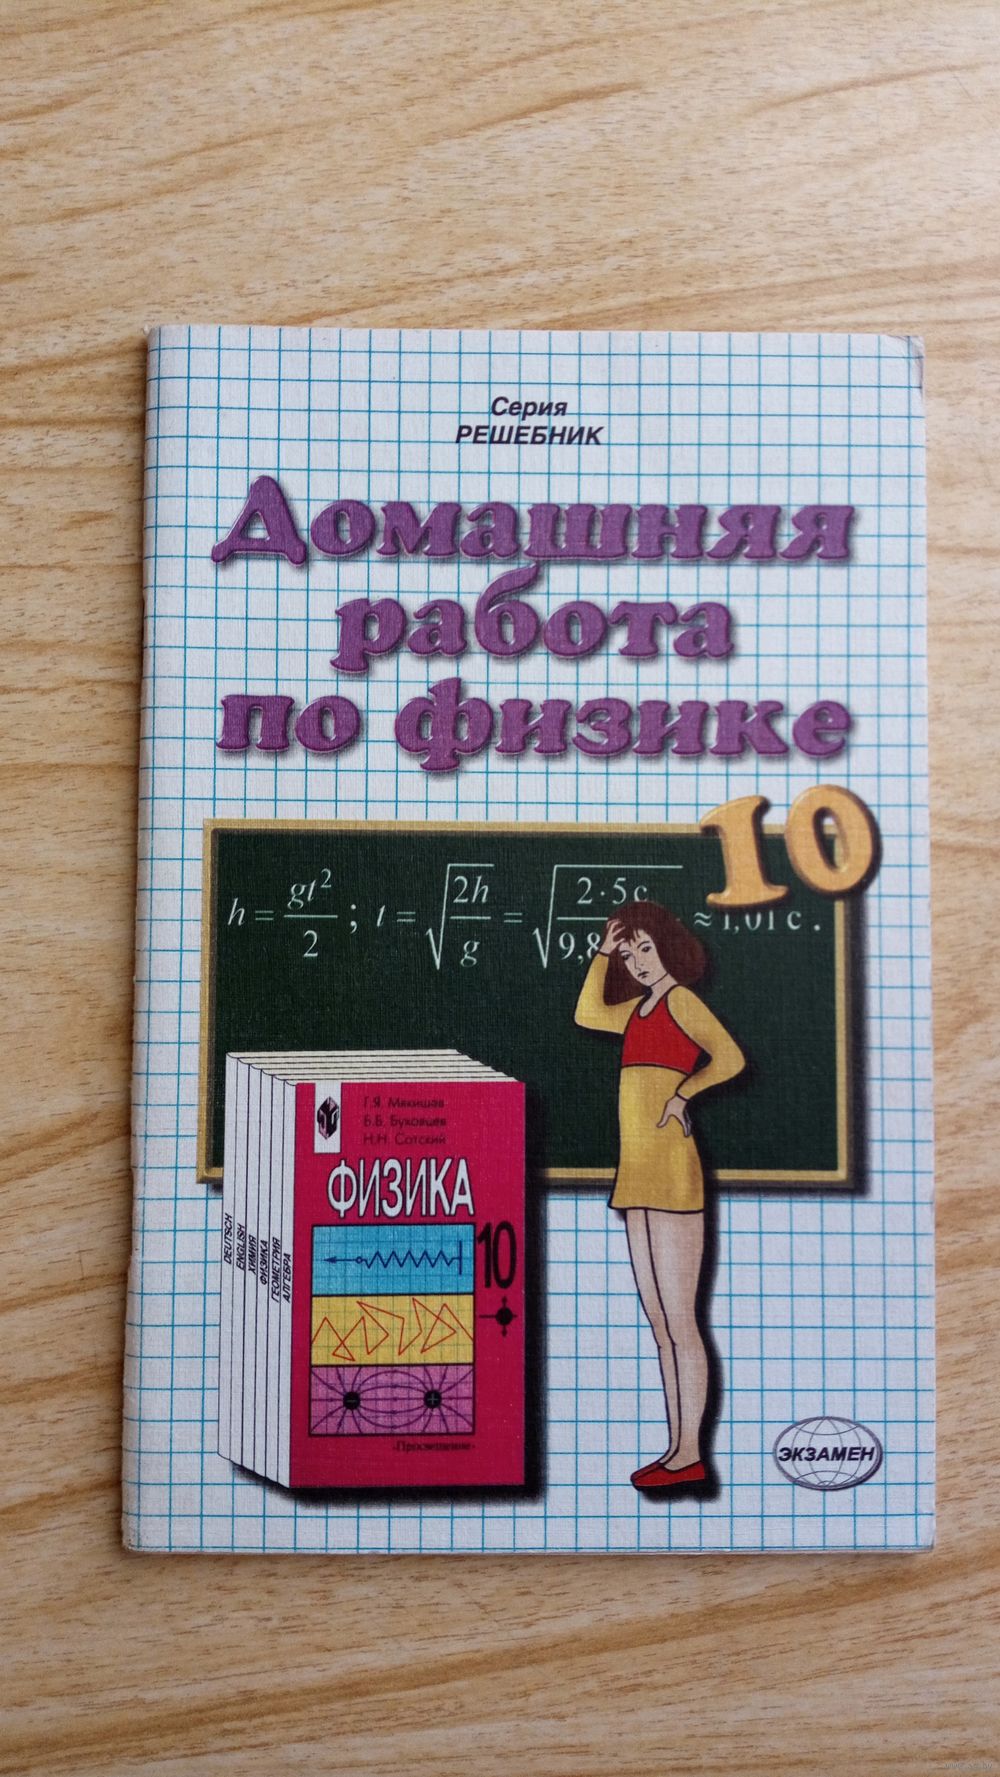 Серия
РЕШЕБНИК
Домашняя
работа
по физике
10
h = gt²/2 ; t = √(2h/g) = √(2·5 с / 9,8 ≈ 1,01 с .
Г.Я. Мякишев
Б.Б. Буховцев
Н.Н. Сотский
ФИЗИКА
10
«Просвещение»
DEUTSCH
ENGLISH
ХИМИЯ
ФИЗИКА
ГЕОМЕТРИЯ
АЛГЕБРА
ЭКЗАМЕН